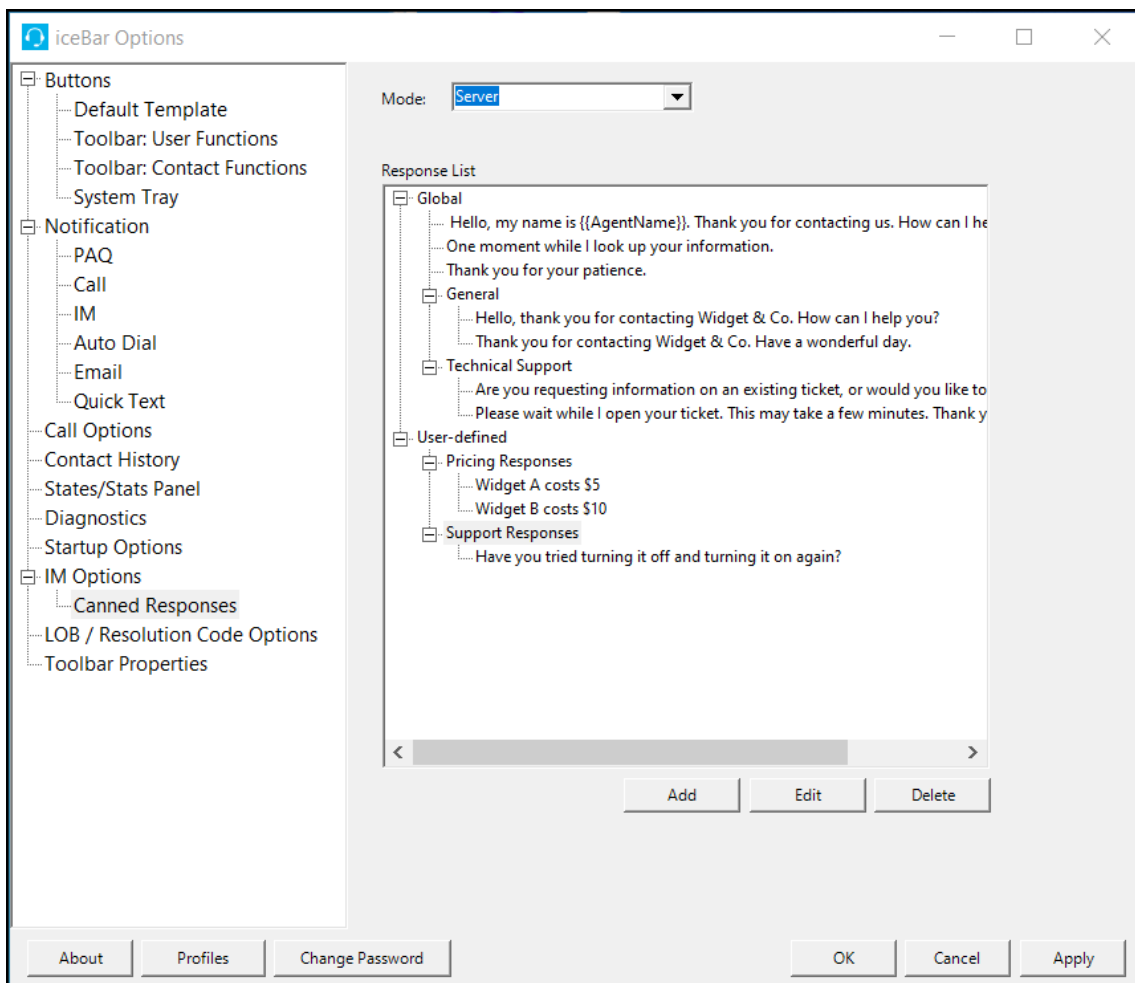 iceBar Options
Buttons
Default Template
Toolbar: User Functions
Toolbar: Contact Functions
System Tray
Notification
PAQ
Call
IM
Auto Dial
Email
Quick Text
Call Options
Contact History
States/Stats Panel
Diagnostics
Startup Options
IM Options
Canned Responses
LOB / Resolution Code Options
Toolbar Properties
Mode: Server
Response List
Global
Hello, my name is {{AgentName}}. Thank you for contacting us. How can I he
One moment while I look up your information.
Thank you for your patience.
General
Hello, thank you for contacting Widget & Co. How can I help you?
Thank you for contacting Widget & Co. Have a wonderful day.
Technical Support
Are you requesting information on an existing ticket, or would you like to
Please wait while I open your ticket. This may take a few minutes. Thank y
User-defined
Pricing Responses
Widget A costs $5
Widget B costs $10
Support Responses
Have you tried turning it off and turning it on again?
Add Edit Delete
About Profiles Change Password OK Cancel Apply